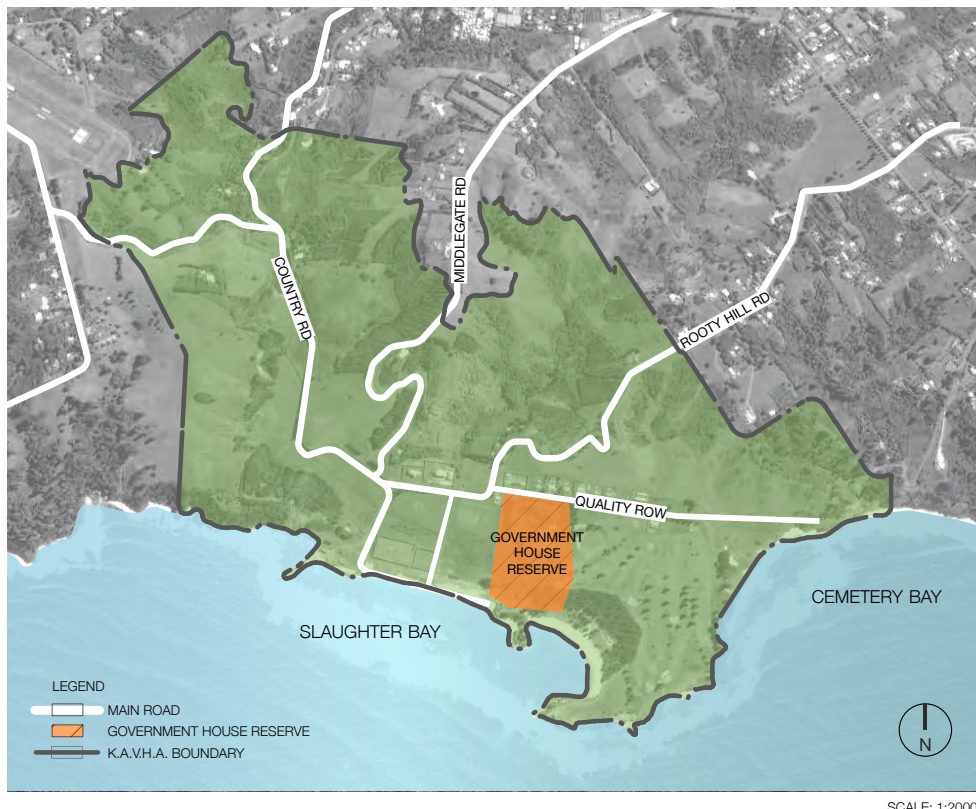 MIDDLEGATE RD
COUNTRY RD
ROOTY HILL RD
QUALITY ROW
GOVERNMENT
HOUSE
RESERVE
CEMETERY BAY
SLAUGHTER BAY
LEGEND
MAIN ROAD
GOVERNMENT HOUSE RESERVE
K.A.V.H.A. BOUNDARY
N